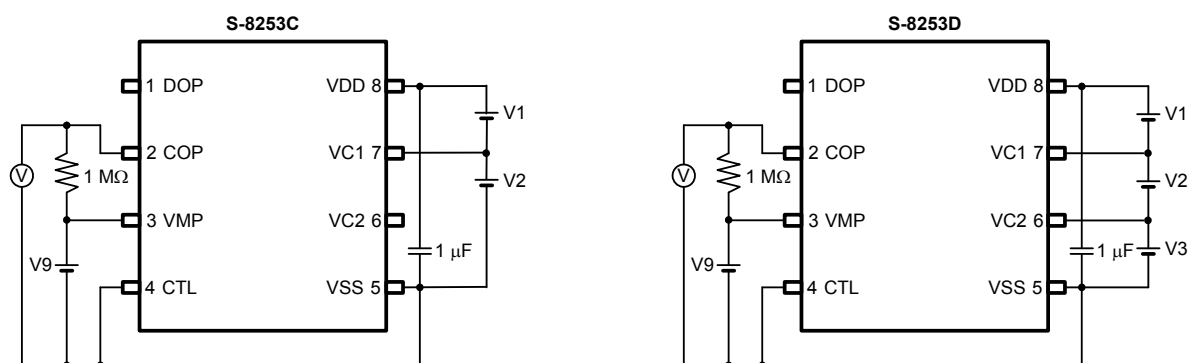 S-8253C
1 DOP
VDD 8
V1
2 COP
VC1 7
V
1 MΩ
V2
3 VMP
VC2 6
V9
1 μF
4 CTL
VSS 5
S-8253D
1 DOP
VDD 8
V1
2 COP
VC1 7
V
1 MΩ
V2
3 VMP
VC2 6
V9
1 μF
V3
4 CTL
VSS 5